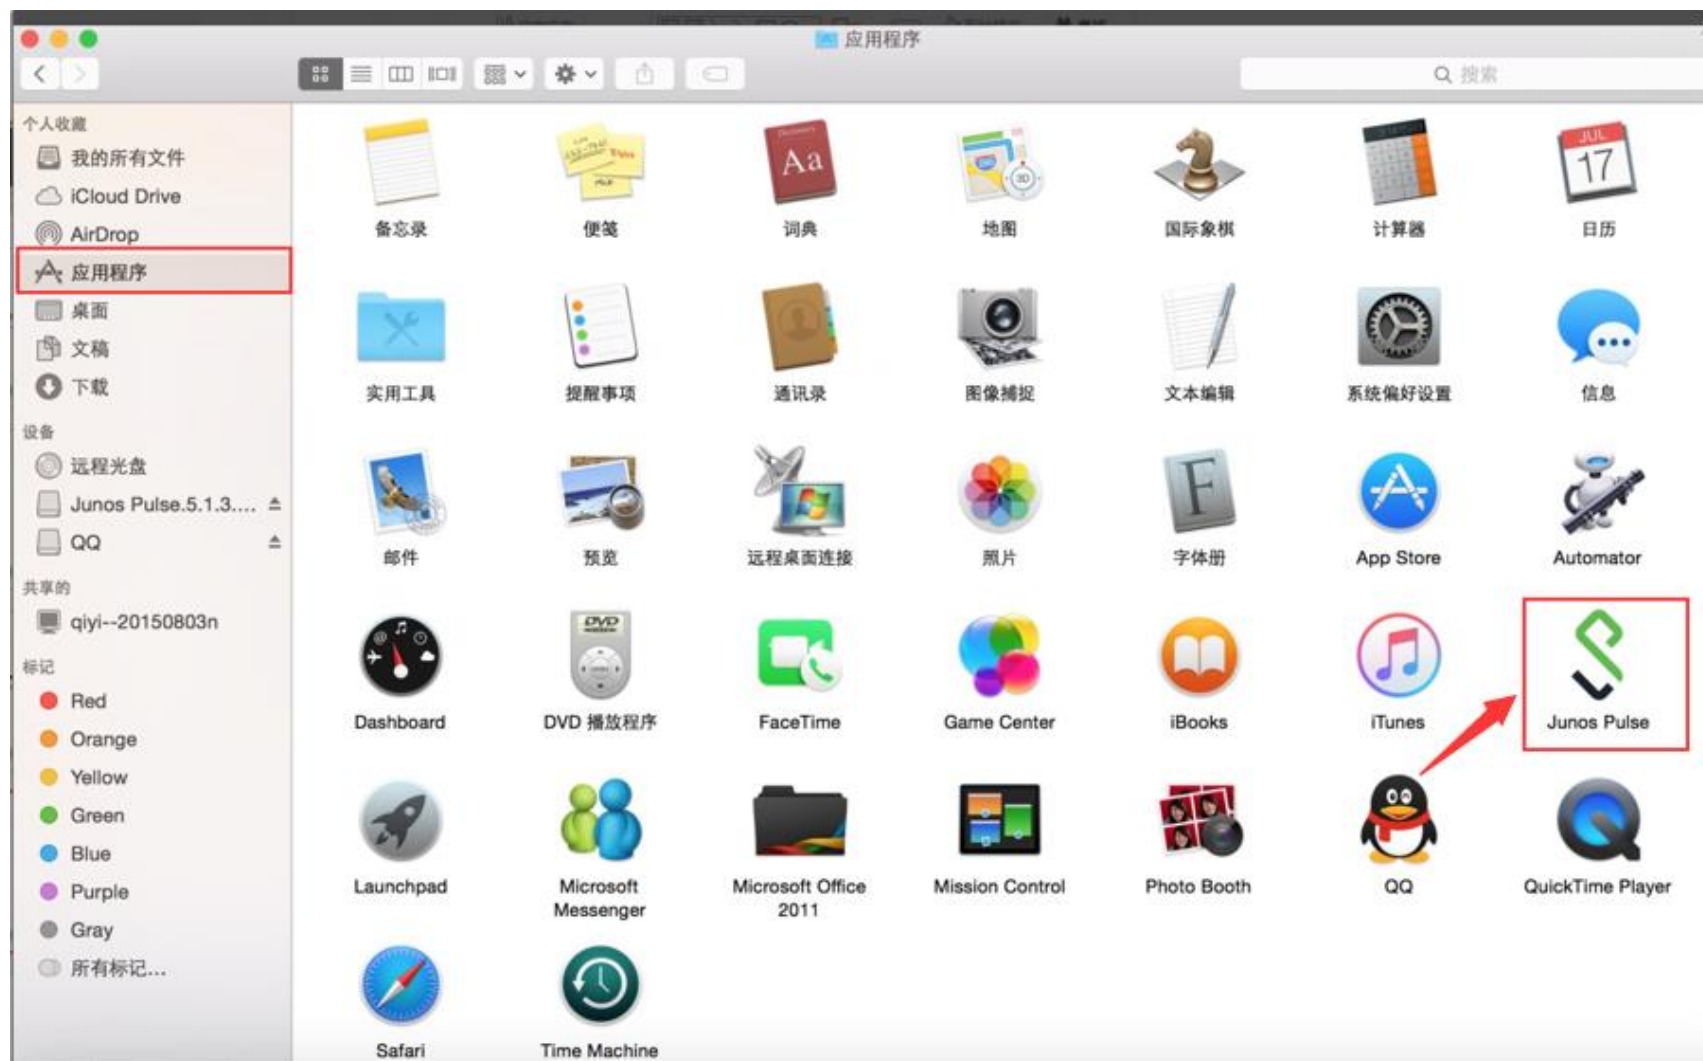 应用程序
搜索
个人收藏
我的所有文件
iCloud Drive
AirDrop
应用程序
桌面
文稿
下载
设备
远程光盘
Junos Pulse.5.1.3....
QQ
共享的
qiyi--20150803n
标记
Red
Orange
Yellow
Green
Blue
Purple
Gray
所有标记...
Dictionary
Aa
3D
JUL
17
备忘录
便笺
词典
地图
国际象棋
计算器
日历
实用工具
提醒事项
通讯录
图像捕捉
文本编辑
系统偏好设置
信息
F
邮件
预览
远程桌面连接
照片
字体册
App Store
Automator
DVD
Dashboard
DVD 播放程序
FaceTime
Game Center
iBooks
iTunes
Junos Pulse
Launchpad
Microsoft
Messenger
Microsoft Office
2011
Mission Control
Photo Booth
QQ
QuickTime Player
Safari
Time Machine